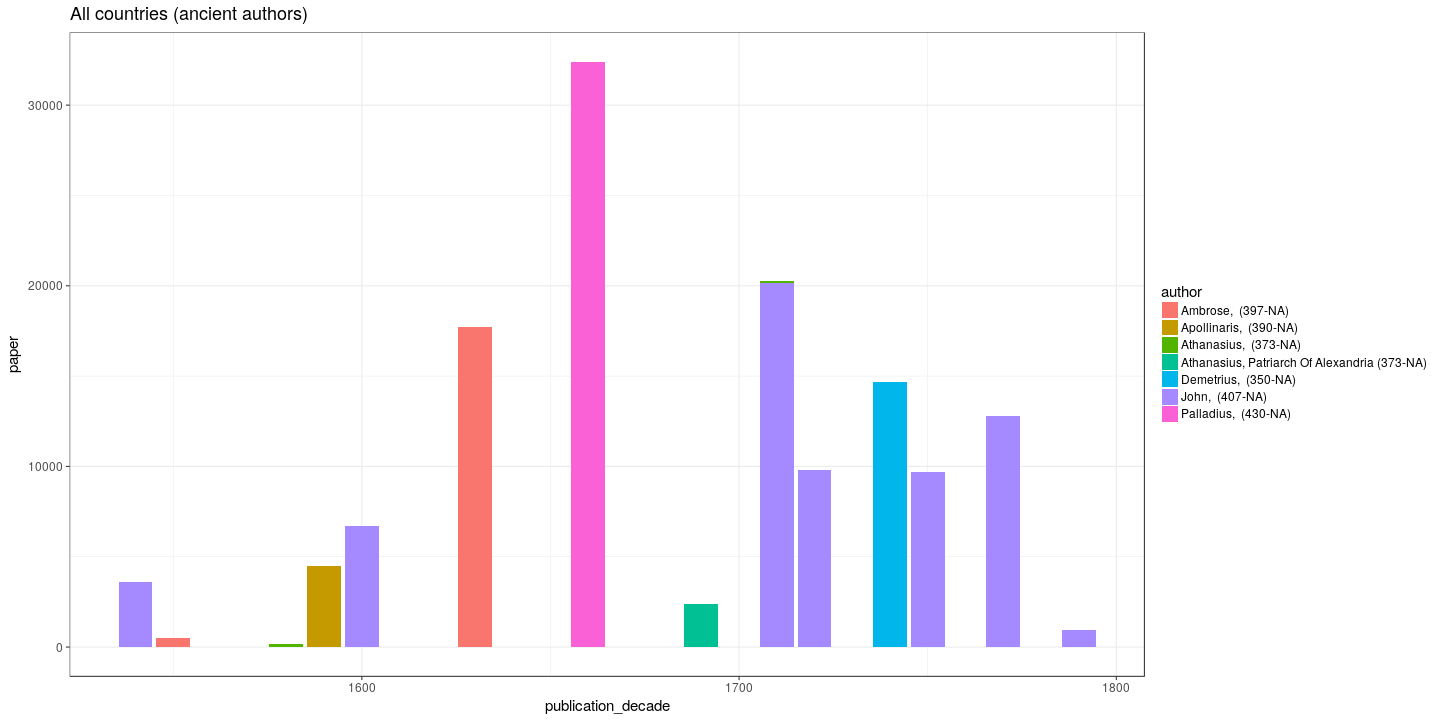 All countries (ancient authors)
30000
20000
10000
0
paper
1600
1700
1800
publication_decade
author
Ambrose,  (397-NA)
Apollinaris,  (390-NA)
Athanasius,  (373-NA)
Athanasius, Patriarch Of Alexandria (373-NA)
Demetrius,  (350-NA)
John,  (407-NA)
Palladius,  (430-NA)